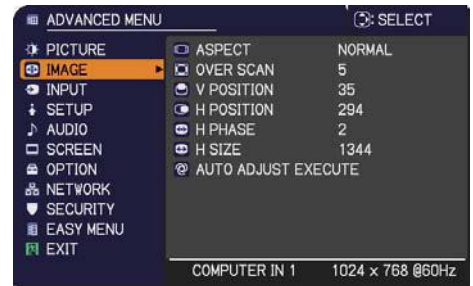 ADVANCED MENU : SELECT
PICTURE
IMAGE
INPUT
SETUP
AUDIO
SCREEN
OPTION
NETWORK
SECURITY
EASY MENU
EXIT
ASPECT NORMAL
OVER SCAN 5
V POSITION 35
H POSITION 294
H PHASE 2
H SIZE 1344
AUTO ADJUST EXECUTE
COMPUTER IN 1 1024 x 768 @60Hz